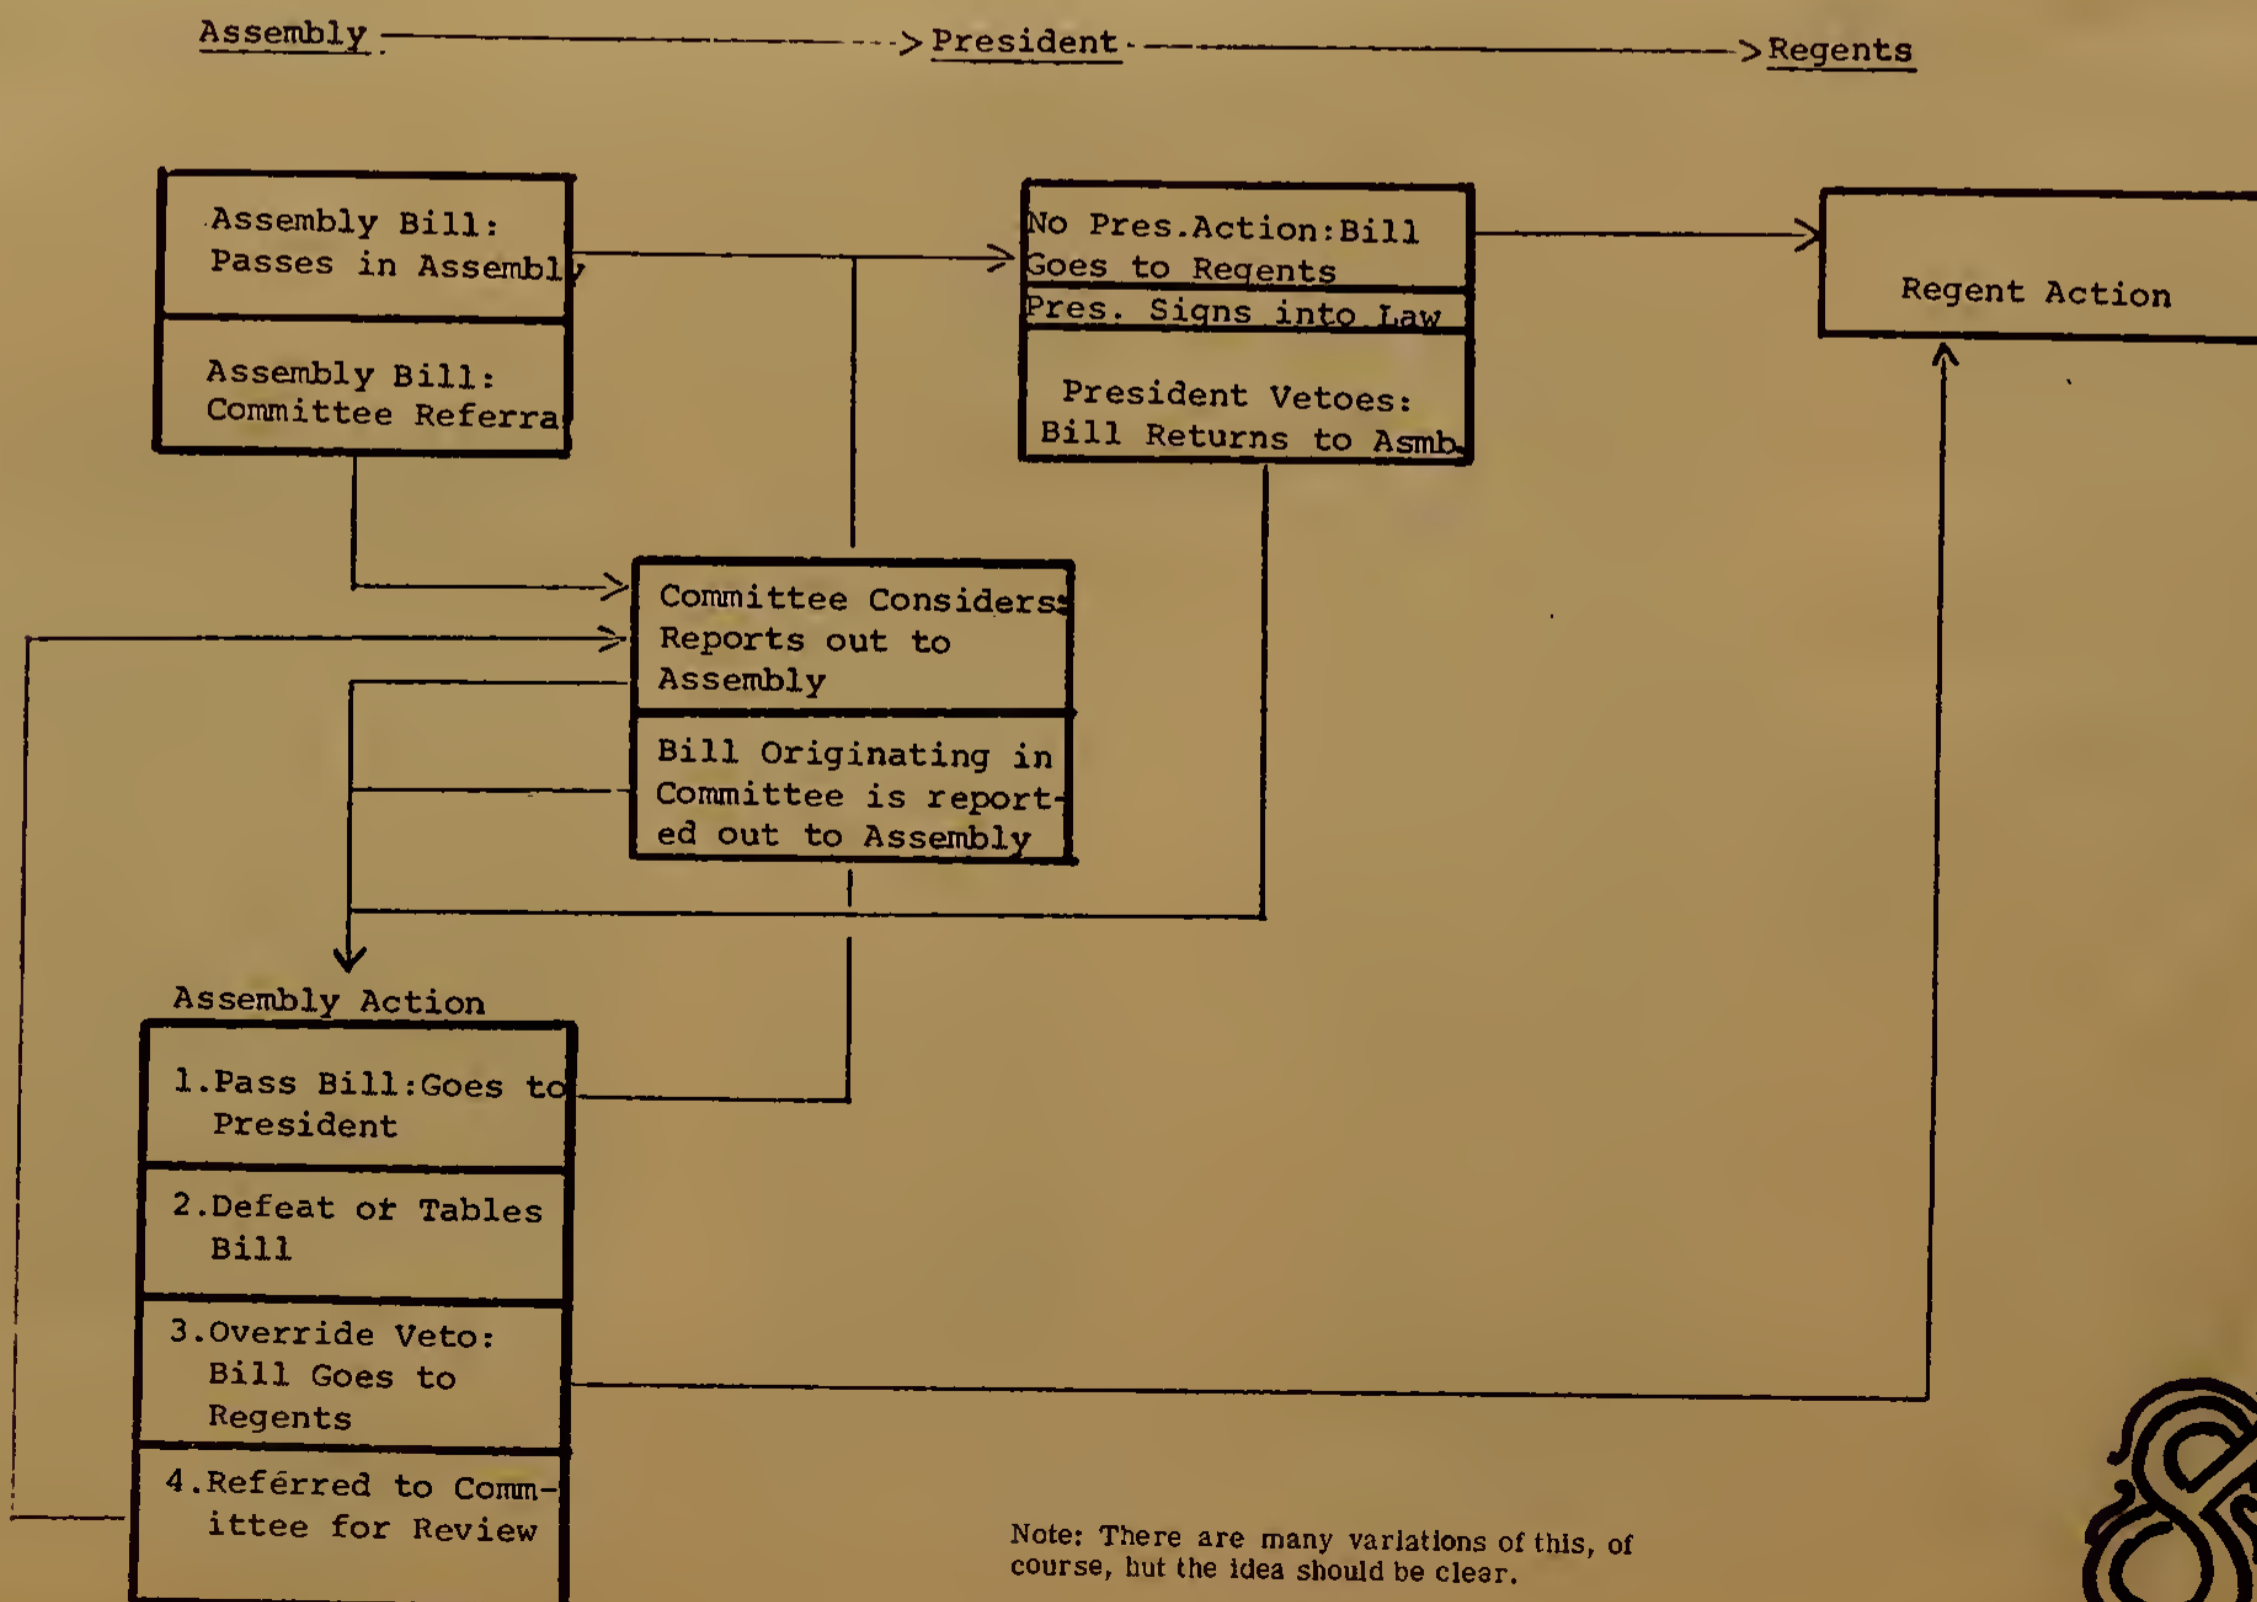 Assembly President Regents
Assembly Bill:
Passes in Assembly
Assembly Bill:
Committee Referra
No Pres.Action:Bill
Goes to Regents
Pres. Signs into Law
President Vetoes:
Bill Returns to Asmb.
Regent Action
Committee Considers:
Reports out to
Assembly
Bill Originating in
Committee is report-
ed out to Assembly
Assembly Action
1.Pass Bill:Goes to
President
2.Defeat or Tables
Bill
3.Override Veto:
Bill Goes to
Regents
4.Referred to Comm-
ittee for Review
Note: There are many variations of this, of
course, but the idea should be clear.